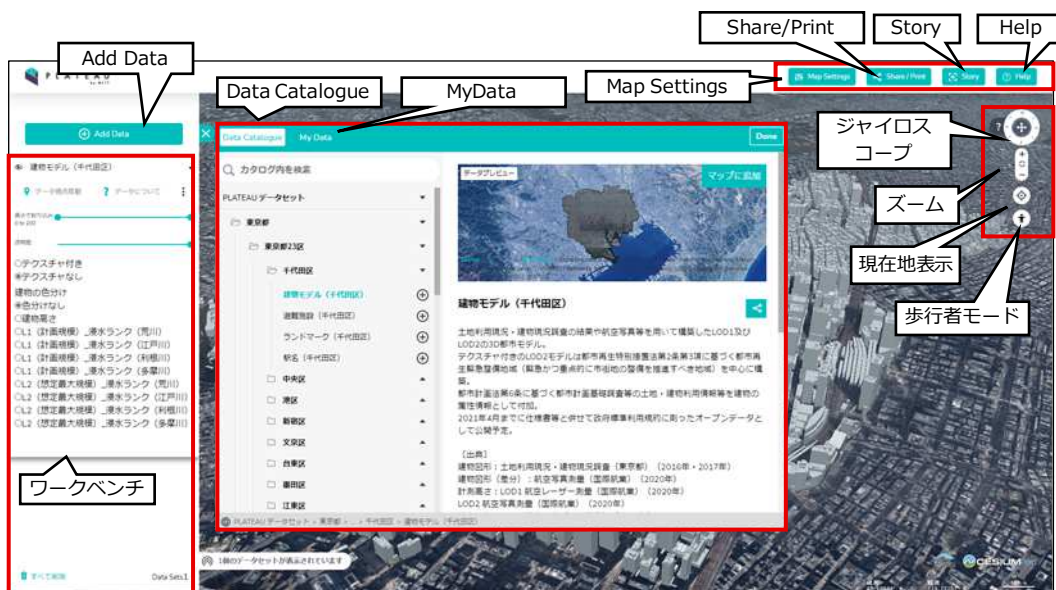 Share/Print
Story
Help
Add Data
Data Catalogue
MyData
Map Settings
PLATEAU
by MLIT
Map Settings
Share / Print
Story
Help
Add Data
Data Catalogue
My Data
Done
ジャイロス
コープ
ズーム
現在地表示
歩行者モード
建物モデル（千代田区）
データについて
○テクスチャ付き
◉テクスチャなし
建物の色分け
◉色分けなし
○建物高さ
○L1（計画規模）_浸水ランク（荒川）
○L1（計画規模）_浸水ランク（江戸川）
○L1（計画規模）_浸水ランク（利根川）
○L1（計画規模）_浸水ランク（多摩川）
○L2（想定最大規模）_浸水ランク（荒川）
○L2（想定最大規模）_浸水ランク（江戸川）
○L2（想定最大規模）_浸水ランク（利根川）
○L2（想定最大規模）_浸水ランク（多摩川）
ワークベンチ
すべて削除
Data Sets 1
カタログ内を検索
PLATEAUデータセット
東京都
東京都23区
千代田区
建物モデル（千代田区）
避難施設（千代田区）
ランドマーク（千代田区）
駅名（千代田区）
中央区
港区
新宿区
文京区
台東区
墨田区
江東区
データプレビュー
マップに追加
建物モデル（千代田区）
土地利用現況・建物現況調査の結果や航空写真等を用いて構築したLOD1及び
LOD2の3D都市モデル。
テクスチャ付きのLOD2モデルは都市再生特別措置法第2条第3項に基づく都市再
生緊急整備地域（緊急かつ重点的に市街地の整備を推進すべき地域）を中心に構
築。
都市計画法第6条に基づく都市計画基礎調査等の土地・建物利用情報等を建物の
属性情報として付加。
2021年4月までに仕様書等と併せて政府標準利用規約に則ったオープンデータと
して公開予定。
［出典］
建物図形：土地利用現況・建物現況調査（東京都）（2016年・2017年）
建物図形（差分）：航空写真測量（国際航業）（2020年）
計測高さ：LOD1 航空レーザー測量（国際航業）（2020年）
LOD2 航空写真測量（国際航業）（2020年）
PLATEAUデータセット > 東京都 > ... > 千代田区 > 建物モデル（千代田区）
1個のデータセットが表示されています
CESIUM ion